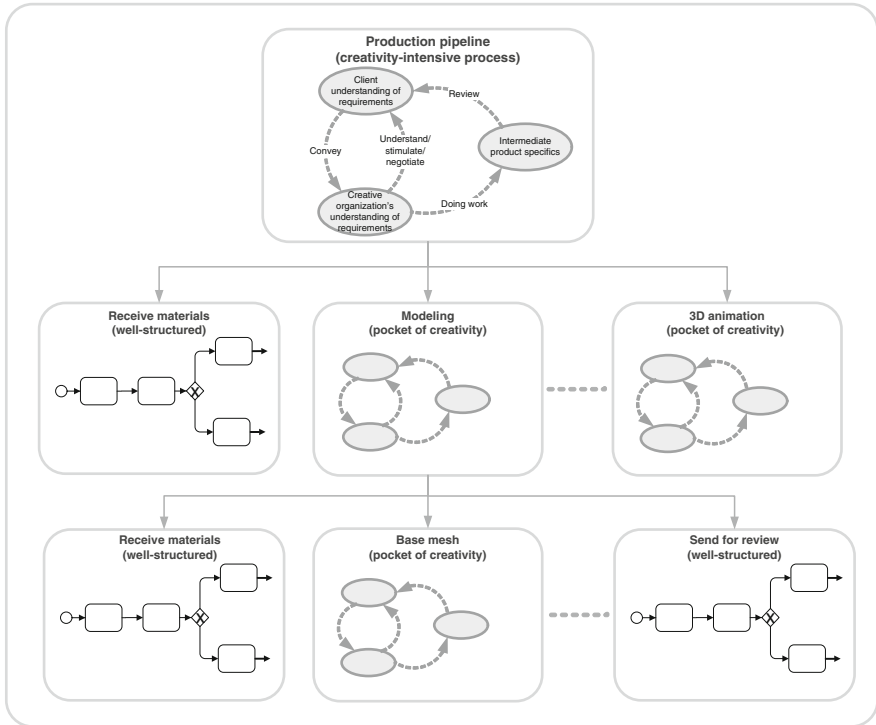 Production pipeline
(creativity-intensive process)
Client
understanding of
requirements
Review
Convey
Understand/
stimulate/
negotiate
Intermediate
product specifics
Creative
organization's
understanding of
requirements
Doing work
Receive materials
(well-structured)
Modeling
(pocket of creativity)
3D animation
(pocket of creativity)
X
Receive materials
(well-structured)
Base mesh
(pocket of creativity)
Send for review
(well-structured)
X
X